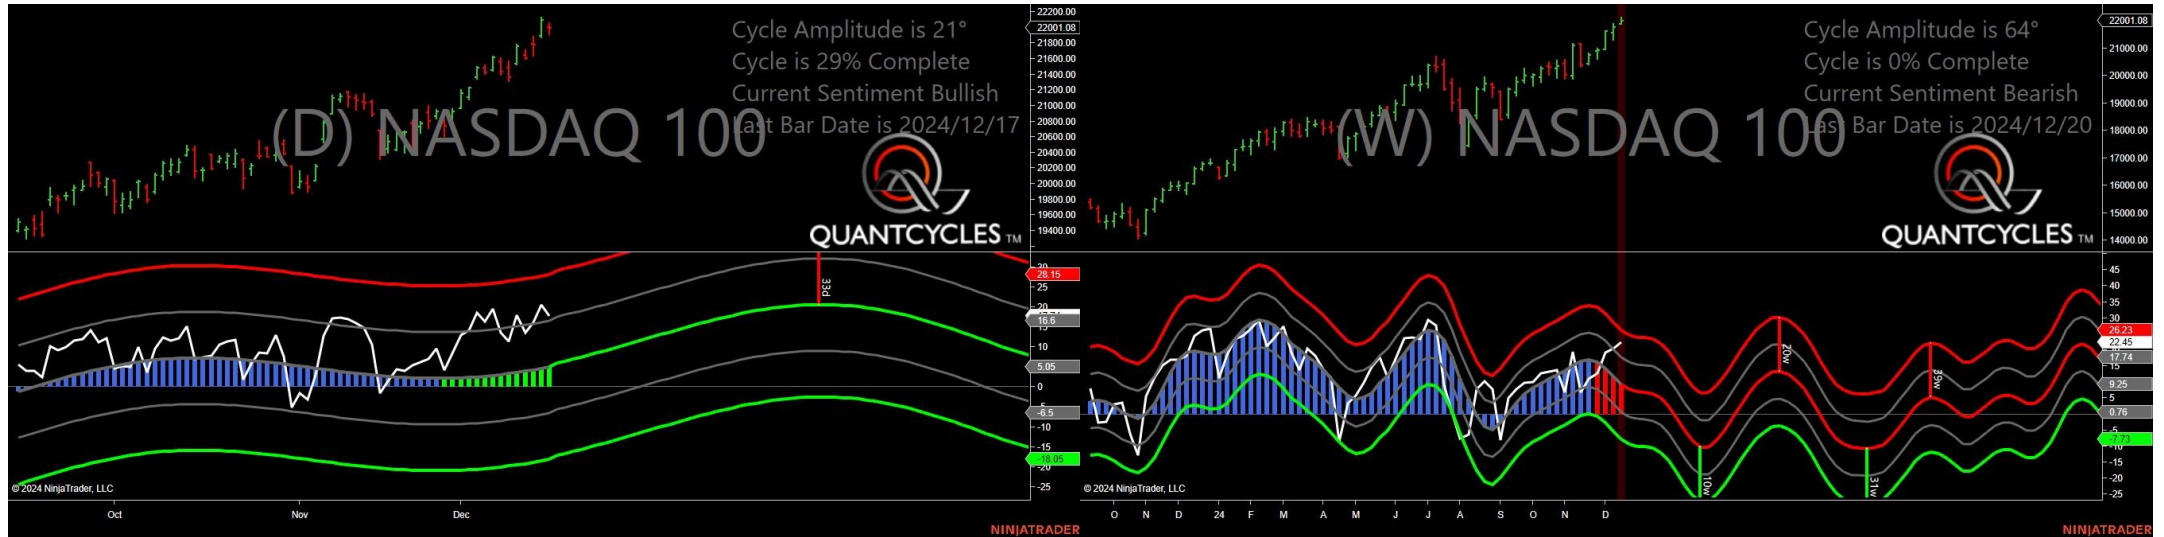 Cycle Amplitude is 21°
Cycle is 29% Complete
Current Sentiment Bullish
Last Bar Date is 2024/12/17
(D) NASDAQ 100
QUANTCYCLES TM
22200.00
22001.08
21800.00
21600.00
21400.00
21200.00
21000.00
20800.00
20600.00
20400.00
20200.00
20000.00
19800.00
19600.00
19400.00
33d
30
28.15
25
20
16.6
10
5.05
0
-6.5
-10
-15
-18.05
-20
-25
© 2024 NinjaTrader, LLC
Oct
Nov
Dec
NINJATRADER
Cycle Amplitude is 64°
Cycle is 0% Complete
Current Sentiment Bearish
Last Bar Date is 2024/12/20
(W) NASDAQ 100
QUANTCYCLES TM
22001.08
21000.00
20000.00
19000.00
18000.00
17000.00
16000.00
15000.00
14000.00
10w
20w
31w
39w
45
40
35
30
26.23
22.45
17.74
15
9.25
5
0.76
-5
-7.73
-10
-15
-20
-25
© 2024 NinjaTrader, LLC
O N D 24 F M A M J J A S O N D
NINJATRADER